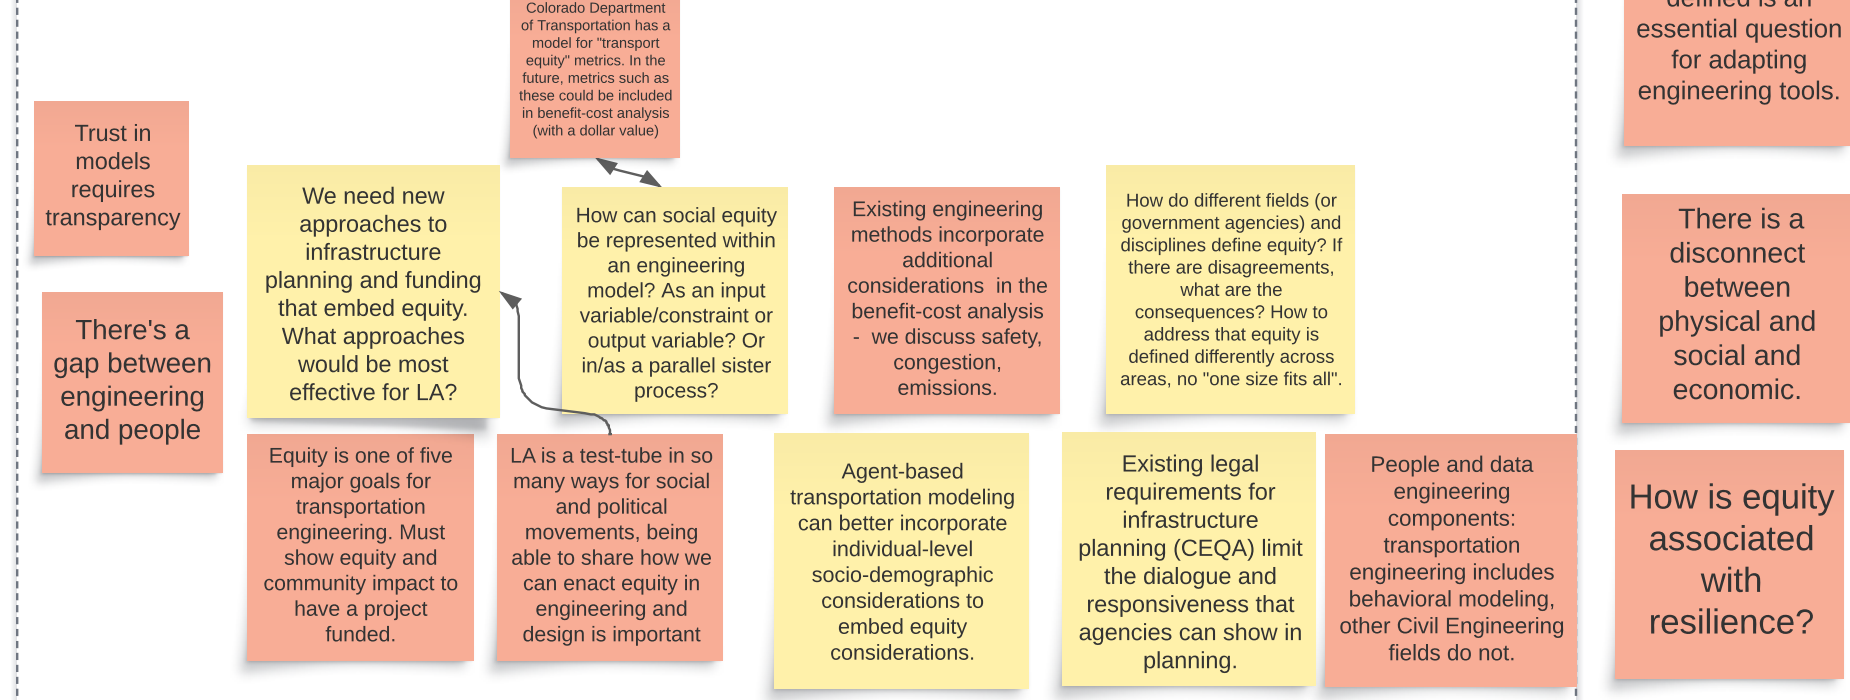 Colorado Department
of Transportation has a
model for "transport
equity" metrics. In the
future, metrics such as
these could be included
in benefit-cost analysis
(with a dollar value)
Trust in
models
requires
transparency
There's a
gap between
engineering
and people
We need new
approaches to
infrastructure
planning and funding
that embed equity.
What approaches
would be most
effective for LA?
How can social equity
be represented within
an engineering
model? As an input
variable/constraint or
output variable? Or
in/as a parallel sister
process?
Existing engineering
methods incorporate
additional
considerations  in the
benefit-cost analysis
-  we discuss safety,
congestion,
emissions.
How do different fields (or
government agencies) and
disciplines define equity? If
there are disagreements,
what are the
consequences? How to
address that equity is
defined differently across
areas, no "one size fits all".
Equity is one of five
major goals for
transportation
engineering. Must
show equity and
community impact to
have a project
funded.
LA is a test-tube in so
many ways for social
and political
movements, being
able to share how we
can enact equity in
engineering and
design is important
Agent-based
transportation modeling
can better incorporate
individual-level
socio-demographic
considerations to
embed equity
considerations.
Existing legal
requirements for
infrastructure
planning (CEQA) limit
the dialogue and
responsiveness that
agencies can show in
planning.
People and data
engineering
components:
transportation
engineering includes
behavioral modeling,
other Civil Engineering
fields do not.
defined is an
essential question
for adapting
engineering tools.
There is a
disconnect
between
physical and
social and
economic.
How is equity
associated
with
resilience?